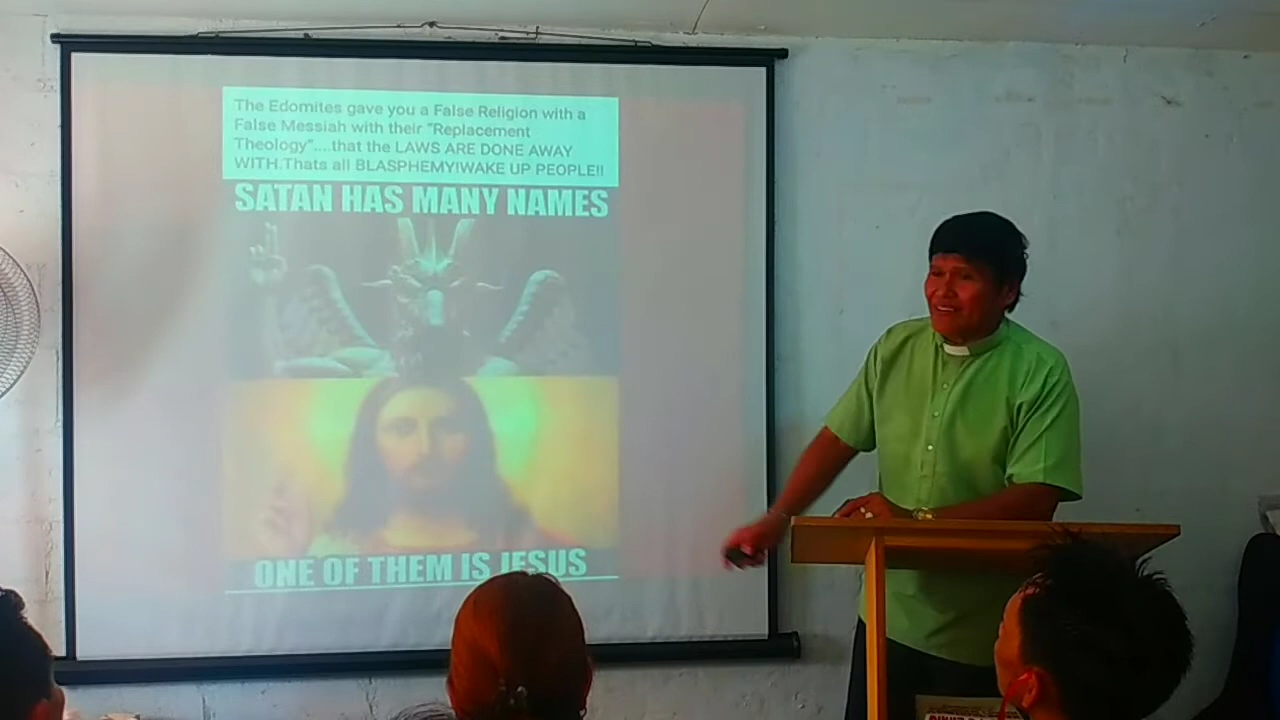 The Edomites gave you a False Religion with a
False Messiah with their "Replacement
Theology"....that the LAWS ARE DONE AWAY
WITH.Thats all BLASPHEMY!WAKE UP PEOPLE!!
SATAN HAS MANY NAMES
ONE OF THEM IS JESUS